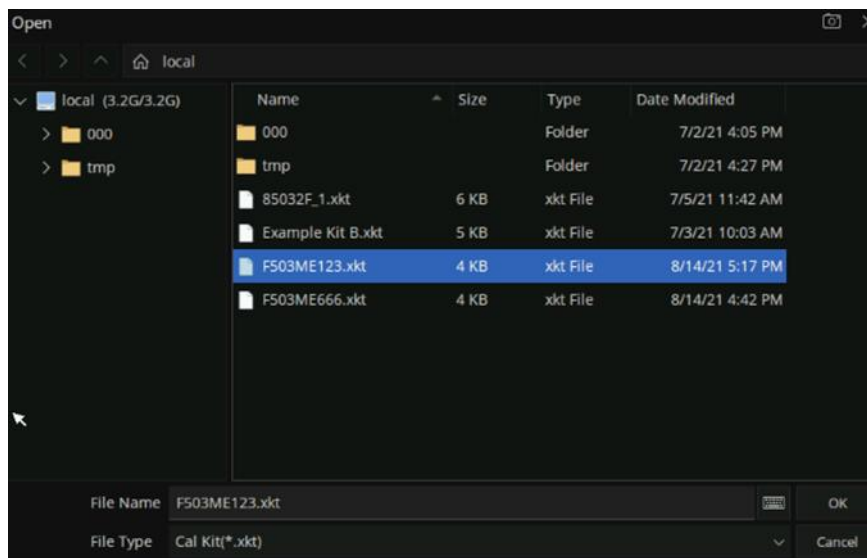 Open
local
local (3.2G/3.2G)
000
tmp
Name Size Type Date Modified
000 Folder 7/2/21 4:05 PM
tmp Folder 7/2/21 4:27 PM
85032F_1.xkt 6 KB xkt File 7/5/21 11:42 AM
Example Kit B.xkt 5 KB xkt File 7/3/21 10:03 AM
F503ME123.xkt 4 KB xkt File 8/14/21 5:17 PM
F503ME666.xkt 4 KB xkt File 8/14/21 4:42 PM
File Name F503ME123.xkt OK
File Type Cal Kit(*.xkt) Cancel